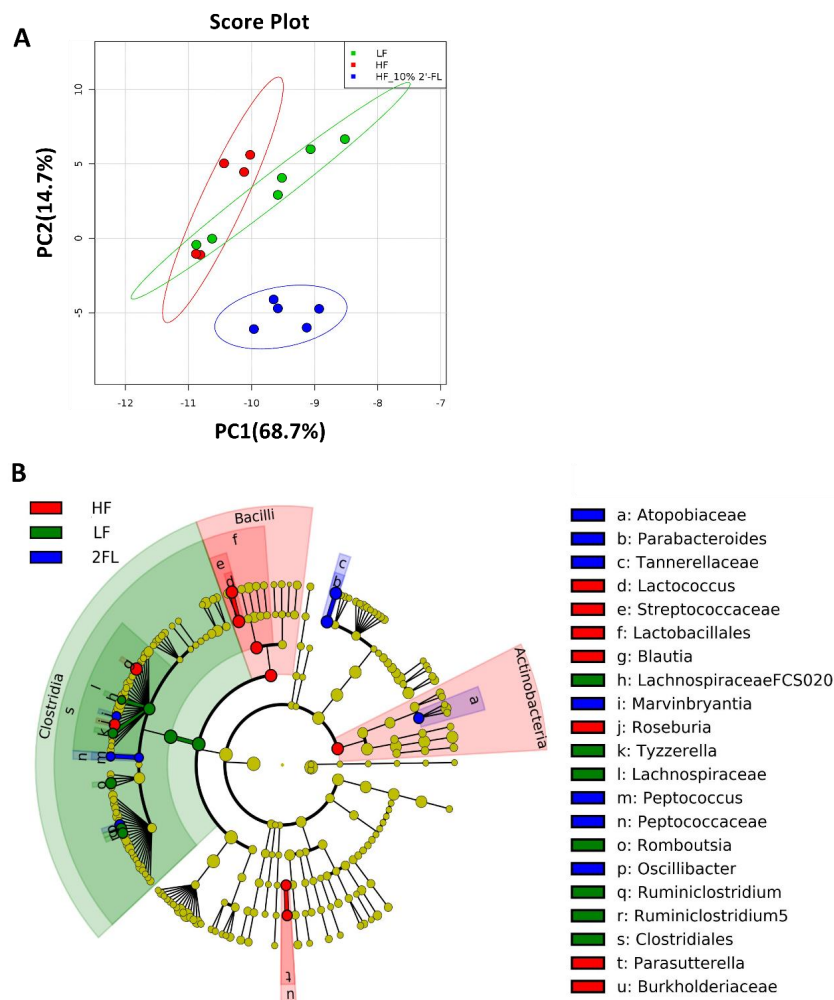 A
Score Plot
LF
HF
HF_10% 2'-FL
10
5
0
-5
PC2(14.7%)
-12
-11
-10
-9
-8
-7
PC1(68.7%)
B
HF
LF
2FL
Bacilli
f
e
d
c
b
Clostridia
s
g
l
h
i
j
k
n
m
o
a
Actinobacteria
t
u
a: Atopobiaceae
b: Parabacteroides
c: Tannerellaceae
d: Lactococcus
e: Streptococcaceae
f: Lactobacillales
g: Blautia
h: LachnospiraceaeFCS020
i: Marvinbryantia
j: Roseburia
k: Tyzzerella
l: Lachnospiraceae
m: Peptococcus
n: Peptococcaceae
o: Romboutsia
p: Oscillibacter
q: Ruminiclostridium
r: Ruminiclostridium5
s: Clostridiales
t: Parasutterella
u: Burkholderiaceae